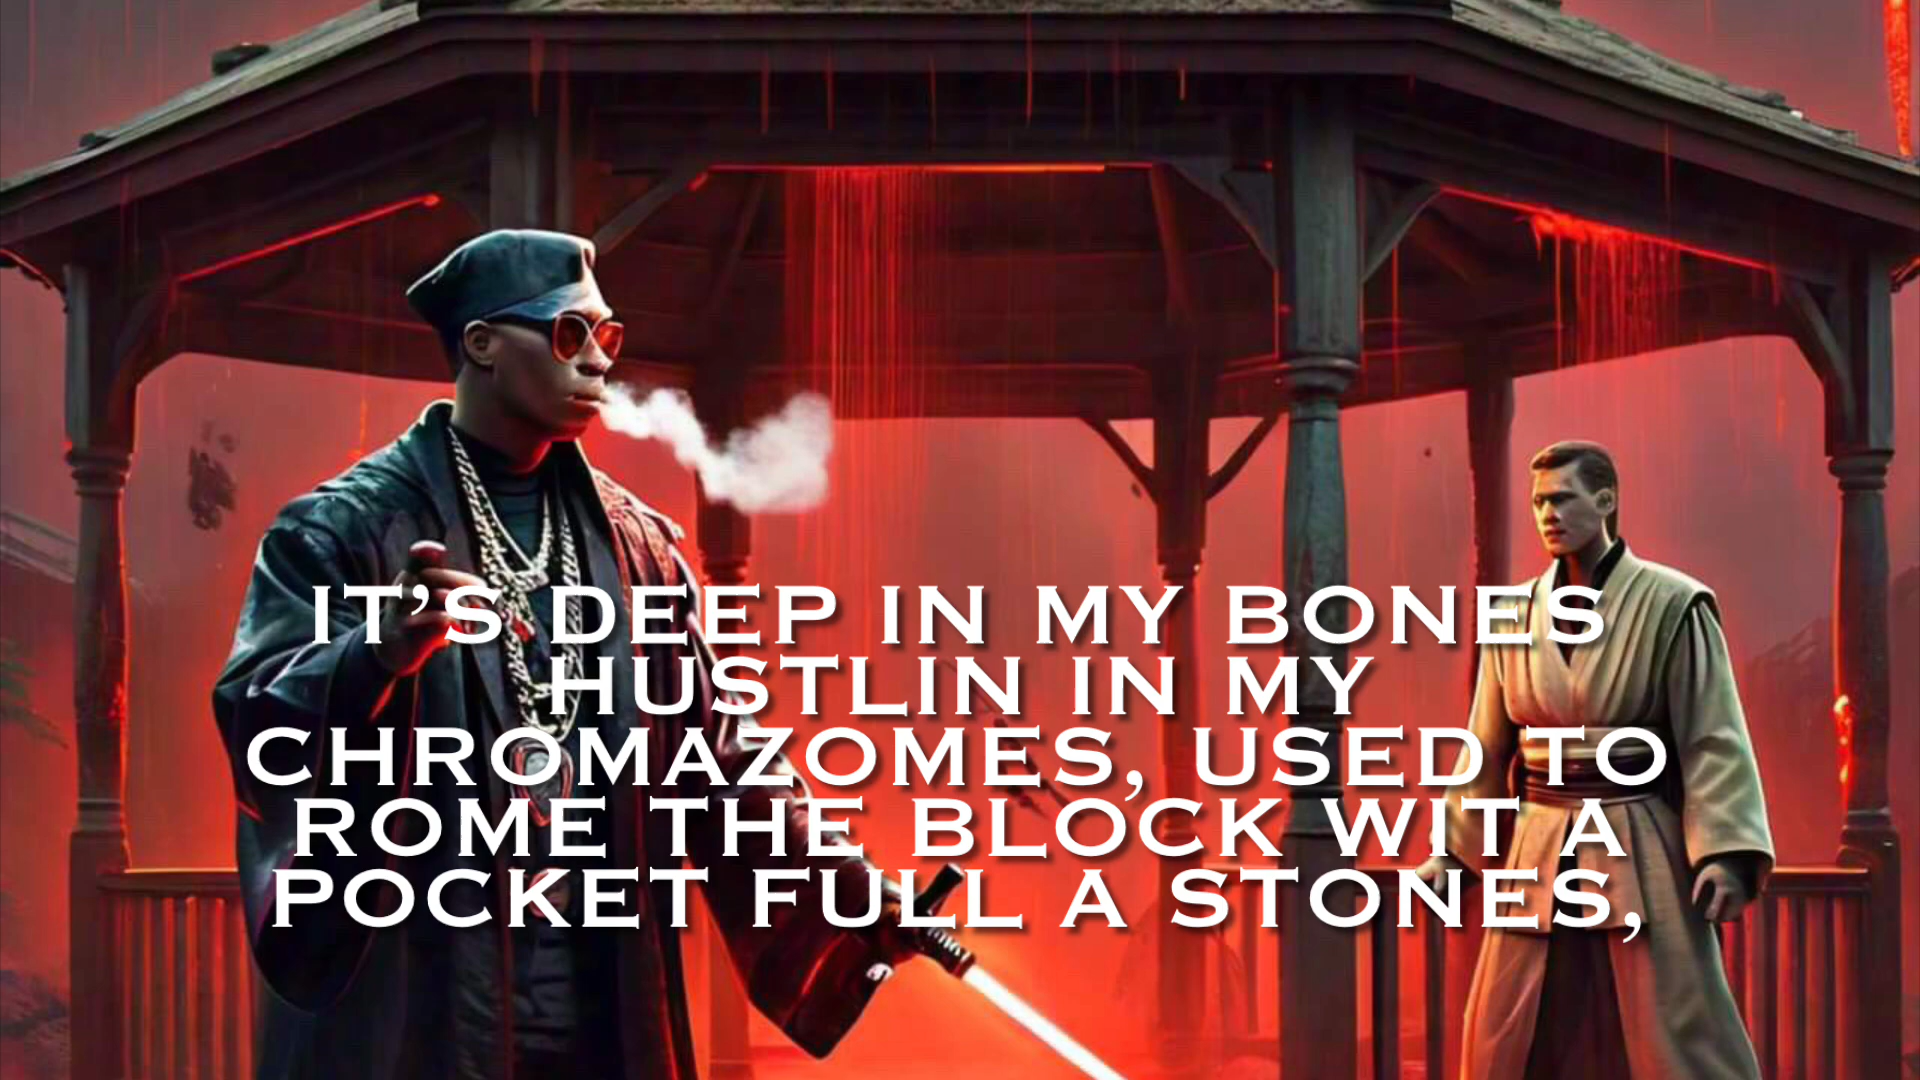 IT’S DEEP IN MY BONES
HUSTLIN IN MY
CHROMAZOMES, USED TO
ROME THE BLOCK WIT A
POCKET FULL A STONES,